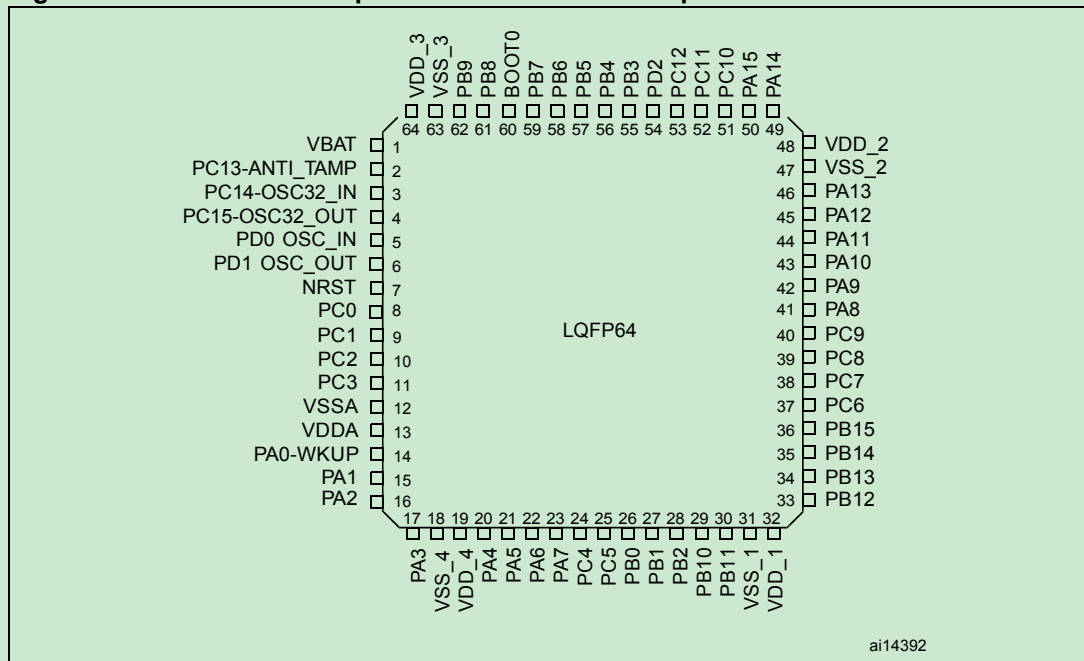 VDD_3
VSS_3
PB9
PB8
BOOT0
PB7
PB6
PB5
PB4
PB3
PD2
PC12
PC11
PC10
PA15
PA14
64 63 62 61 60 59 58 57 56 55 54 53 52 51 50 49
VBAT 1
PC13-ANTI_TAMP 2
PC14-OSC32_IN 3
PC15-OSC32_OUT 4
PD0 OSC_IN 5
PD1 OSC_OUT 6
NRST 7
PC0 8
PC1 9
PC2 10
PC3 11
VSSA 12
VDDA 13
PA0-WKUP 14
PA1 15
PA2 16
LQFP64
48 VDD_2
47 VSS_2
46 PA13
45 PA12
44 PA11
43 PA10
42 PA9
41 PA8
40 PC9
39 PC8
38 PC7
37 PC6
36 PB15
35 PB14
34 PB13
33 PB12
17 18 19 20 21 22 23 24 25 26 27 28 29 30 31 32
PA3
VSS_4
VDD_4
PA4
PA5
PA6
PA7
PC4
PC5
PB0
PB1
PB2
PB10
PB11
VSS_1
VDD_1
ai14392